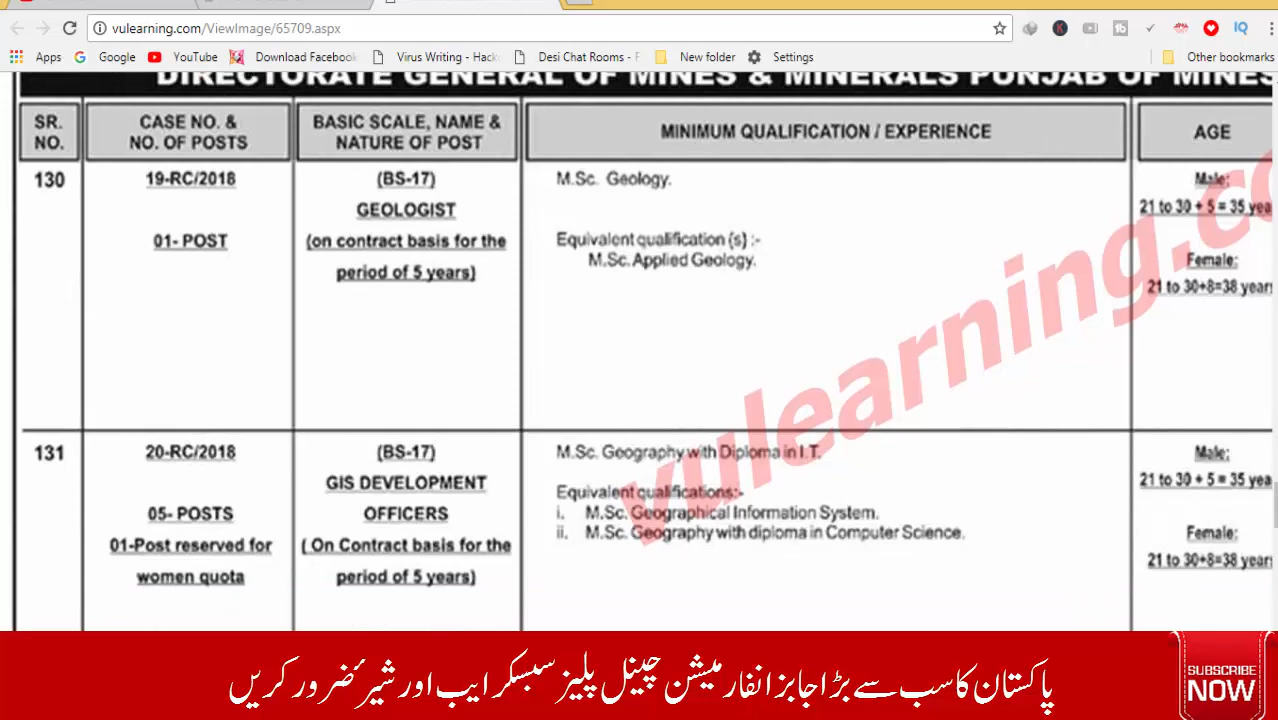 vulearning.com/ViewImage/65709.aspx
Apps Google YouTube Download Facebook Virus Writing - Hack Desi Chat Rooms - F New folder Settings Other bookmarks
DIRECTORATE GENERAL OF MINES & MINERALS PUNJAB OF MINES
SR. NO.
CASE NO. & NO. OF POSTS
BASIC SCALE, NAME & NATURE OF POST
MINIMUM QUALIFICATION / EXPERIENCE
AGE
130
19-RC/2018
01- POST
(BS-17)
GEOLOGIST
(on contract basis for the
period of 5 years)
M.Sc. Geology.
Equivalent qualification (s) :-
M.Sc. Applied Geology.
Male:
21 to 30 + 5 = 35 yea
Female:
21 to 30+8=38 years
131
20-RC/2018
05- POSTS
01-Post reserved for
women quota
(BS-17)
GIS DEVELOPMENT
OFFICERS
( On Contract basis for the
period of 5 years)
M.Sc. Geography with Diploma in I.T.
Equivalent qualifications:-
i. M.Sc. Geographical Information System.
ii. M.Sc. Geography with diploma in Computer Science.
Male:
21 to 30 + 5 = 35 yea
Female:
21 to 30+8=38 years
vulearning.co
پاکستان کا سب سے بڑا جابز انفارمیشن چینل پلیز سبسکرایب اور شیئر ضرور کریں
SUBSCRIBE
NOW